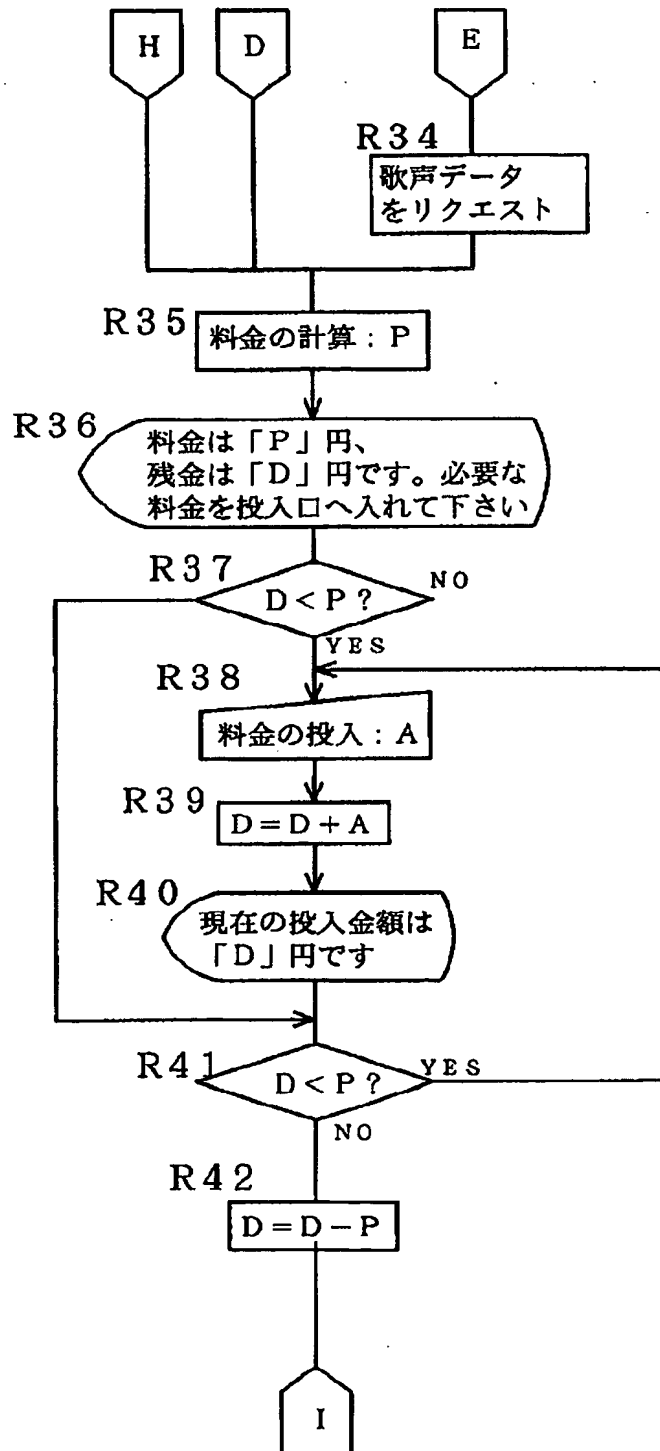 H
D
E
R34
歌声データ
をリクエスト
R35
料金の計算:P
R36
料金は「P」円、
残金は「D」円です。必要な
料金を投入口へ入れて下さい
R37
D<P?
NO
YES
R38
料金の投入:A
R39
D=D+A
R40
現在の投入金額は
「D」円です
R41
D<P?
YES
NO
R42
D=D-P
I